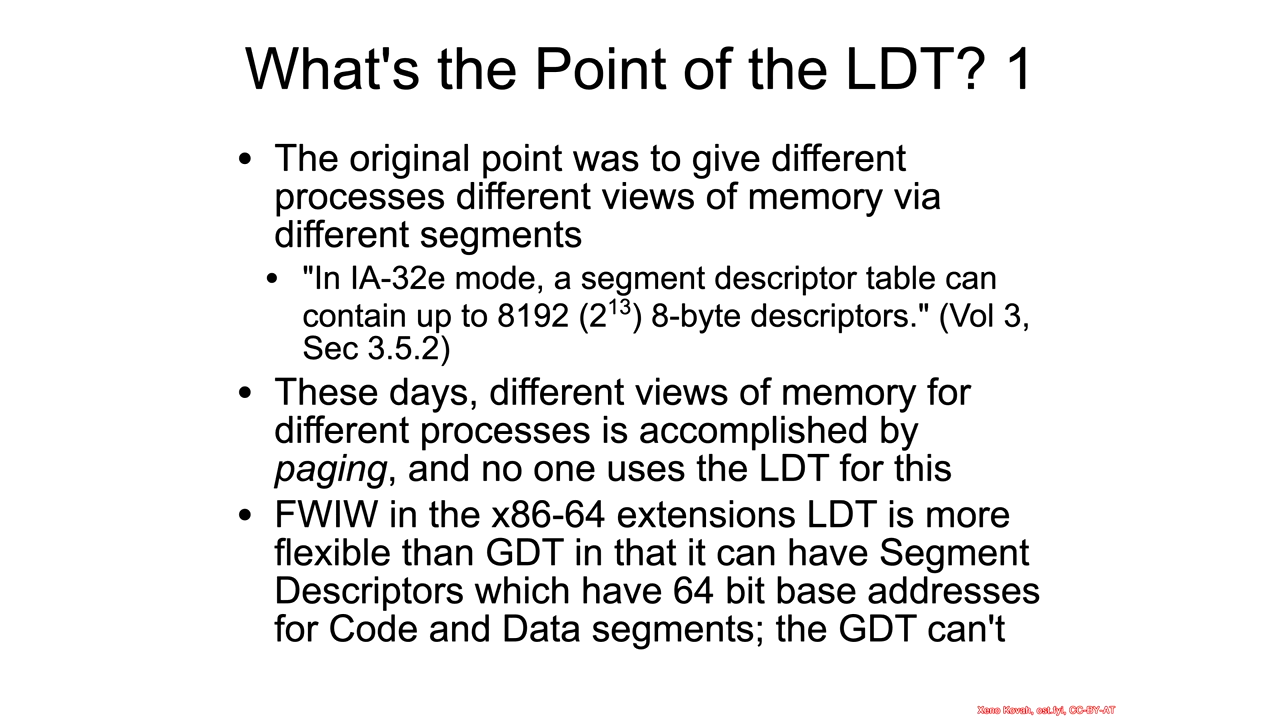 What's the Point of the LDT? 1
• The original point was to give different
processes different views of memory via
different segments
• "In IA-32e mode, a segment descriptor table can
contain up to 8192 (2¹³) 8-byte descriptors." (Vol 3,
Sec 3.5.2)
• These days, different views of memory for
different processes is accomplished by
paging, and no one uses the LDT for this
• FWIW in the x86-64 extensions LDT is more
flexible than GDT in that it can have Segment
Descriptors which have 64 bit base addresses
for Code and Data segments; the GDT can't
Xeno Kovah, ost.fyi, CC-BY-AT